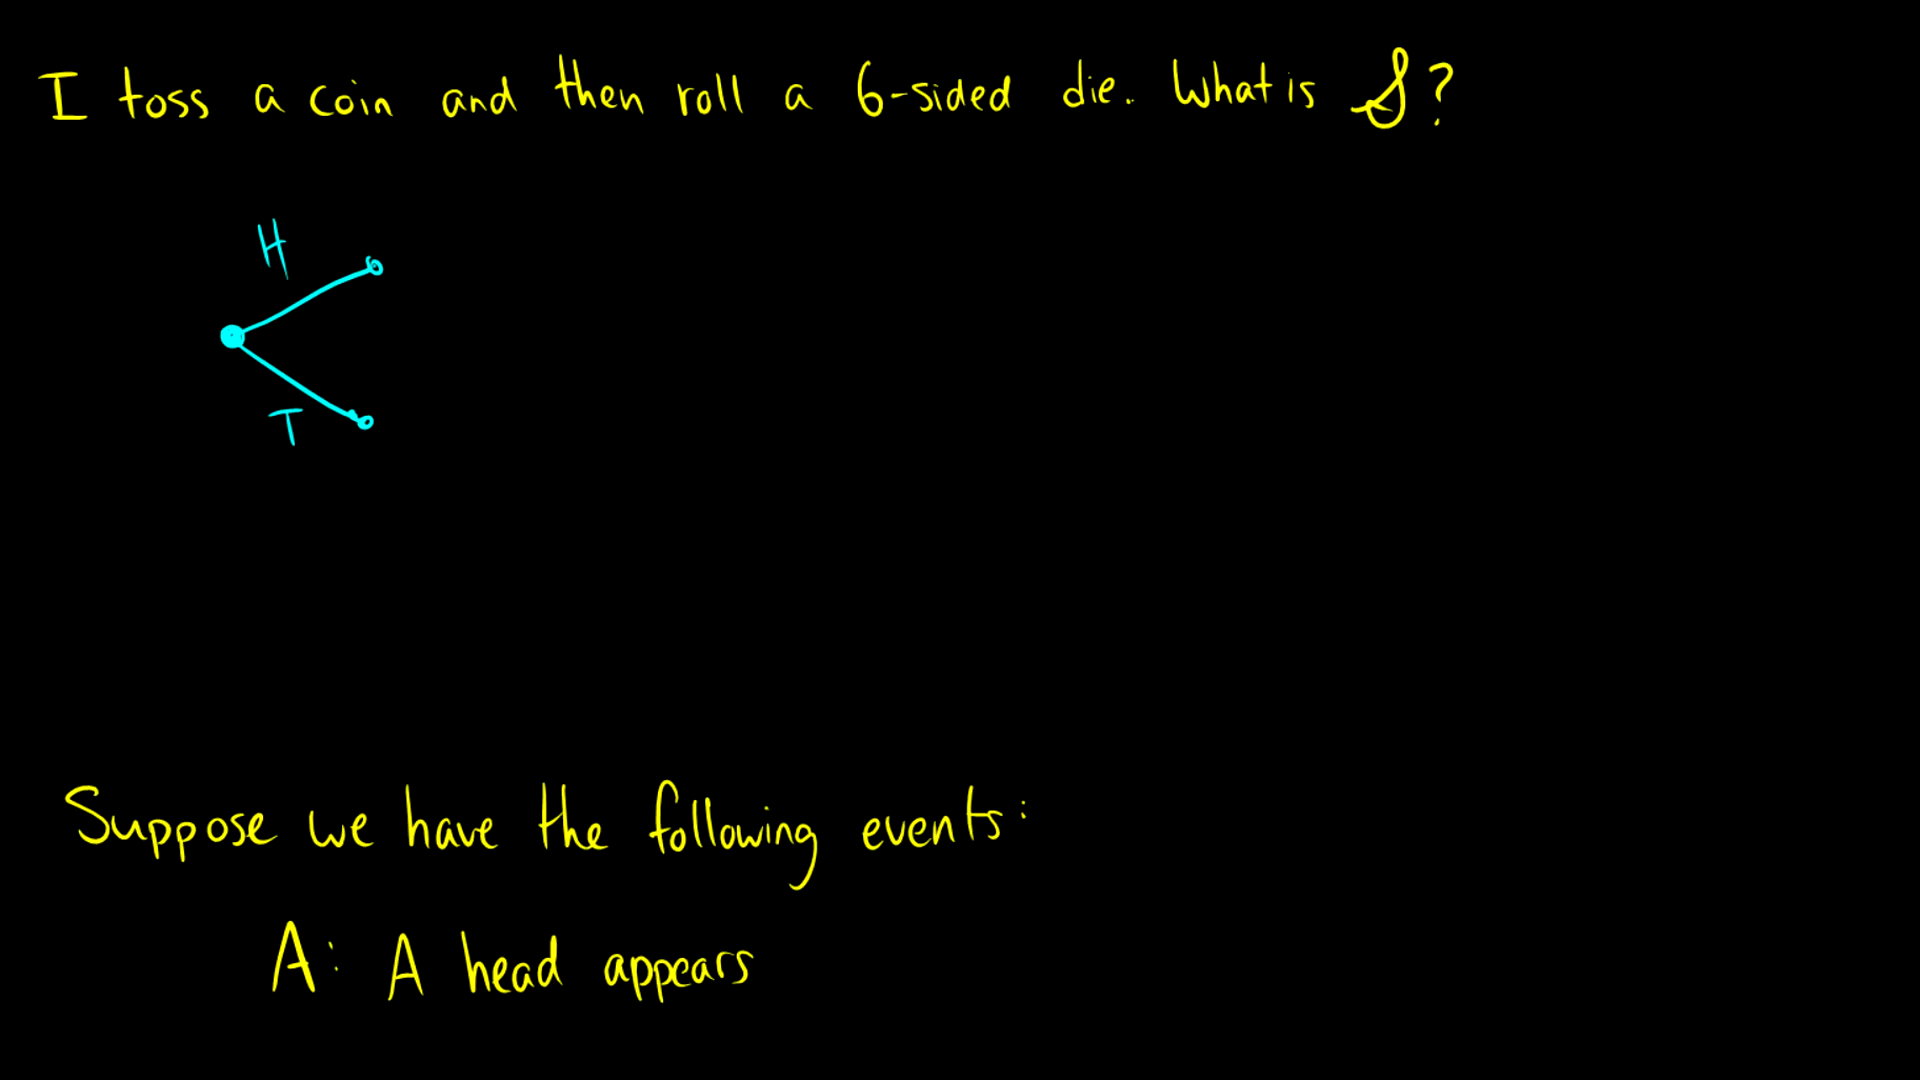 I toss a coin and then roll a 6-sided die. What is S?
H
T
Suppose we have the following events:
A: A head appears